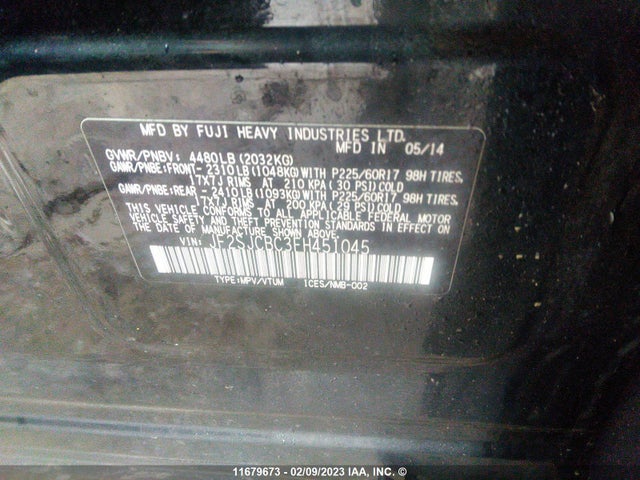 MFD BY FUJI HEAVY INDUSTRIES LTD.
MFD IN 05/14
GVWR/PNBV: 4480LB(2032KG)
GAWR/PNBE:FRONT-2310LB(1048KG)WITH P225/60R17 98H TIRES,
17X7J RIMS AT 210 KPA(30 PSI)COLD
GAWR/PNBE:REAR-2410LB(1093KG)WITH P225/60R17 98H TIRES,
17X7J RIMS AT 200 KPA(29 PSI)COLD
THIS VEHICLE CONFORMS TO ALL APPLICABLE FEDERAL MOTOR
VEHICLE SAFETY AND THEFT PREVENTION STANDARDS IN
EFFECT ON THE DATE OF MANUFACTURE SHOWN ABOVE.
VIN: JF2SJCBC3FH451045
TYPE:MPV/VTUM ICES/NMB-002
11679673 - 02/09/2023 IAA, INC. ©